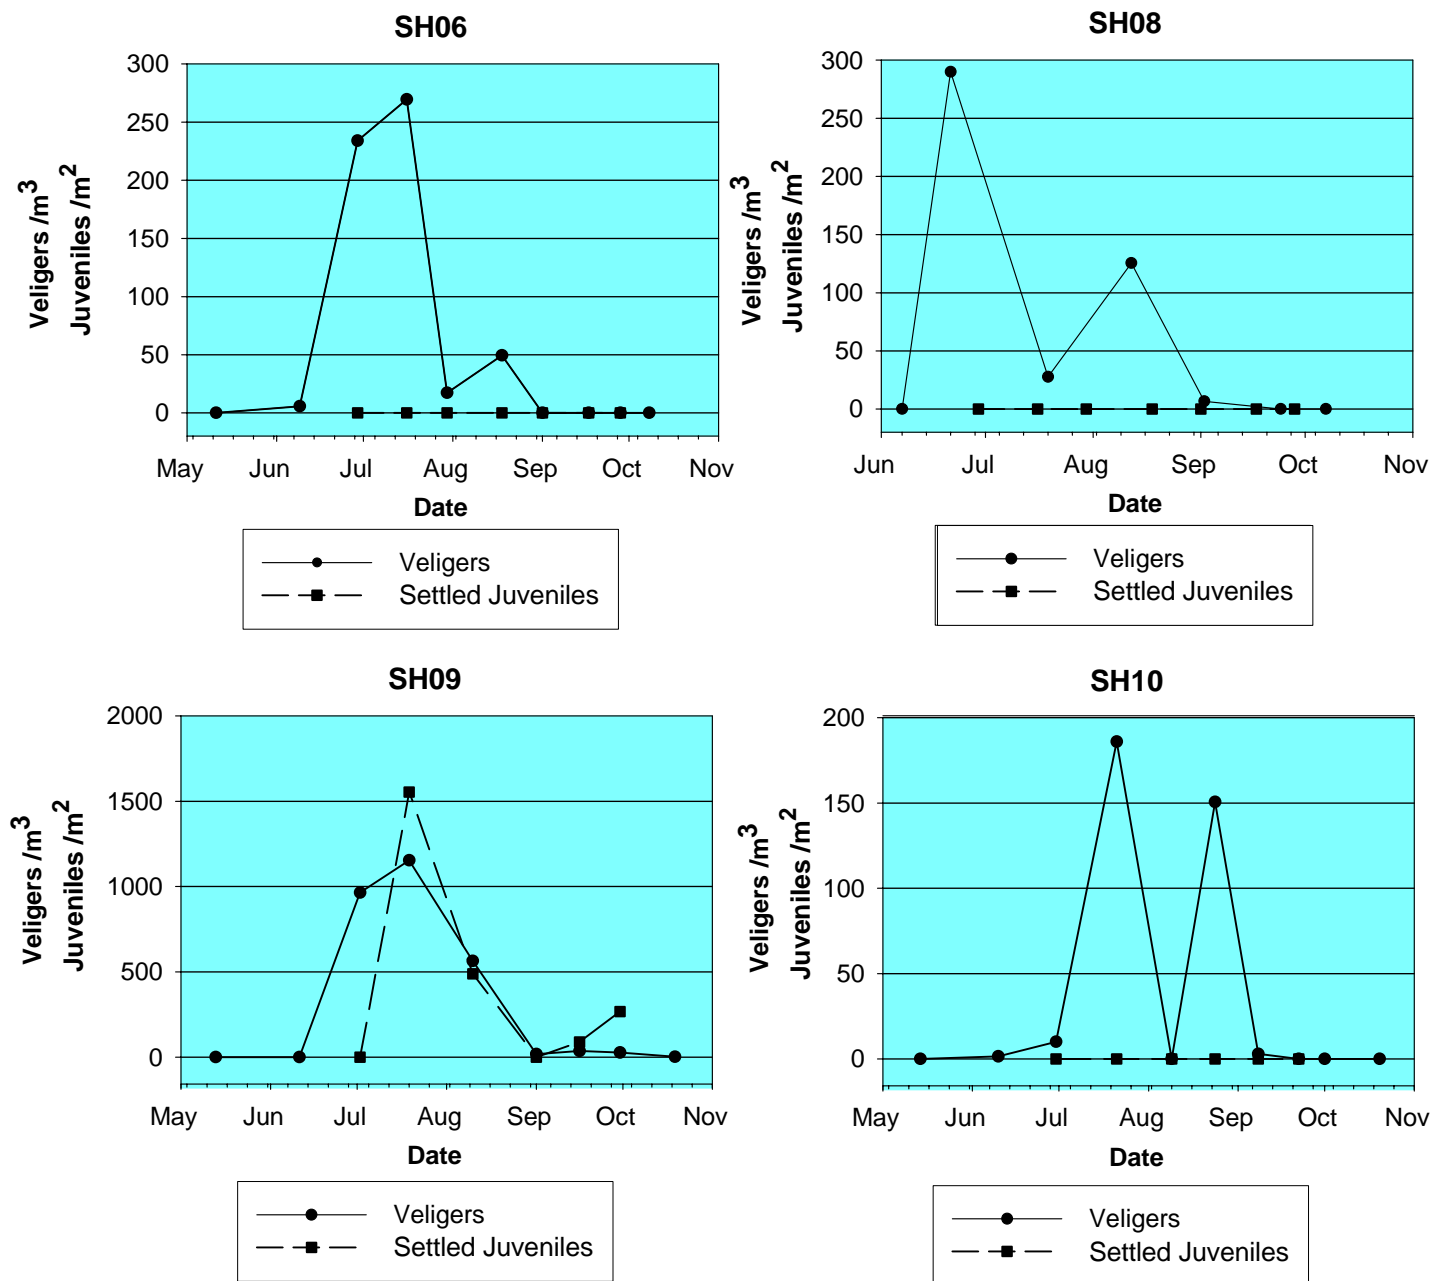 SH06
300
250
200
150
100
50
0
Veligers /m3
Juveniles /m2
May Jun Jul Aug Sep Oct Nov
Date
Veligers
Settled Juveniles
SH08
300
250
200
150
100
50
0
Veligers /m3
Juveniles /m2
Jun Jul Aug Sep Oct Nov
Date
Veligers
Settled Juveniles
SH09
2000
1500
1000
500
0
Veligers /m3
Juveniles /m2
May Jun Jul Aug Sep Oct Nov
Date
Veligers
Settled Juveniles
SH10
200
150
100
50
0
Veligers /m3
Juveniles /m2
May Jun Jul Aug Sep Oct Nov
Date
Veligers
Settled Juveniles